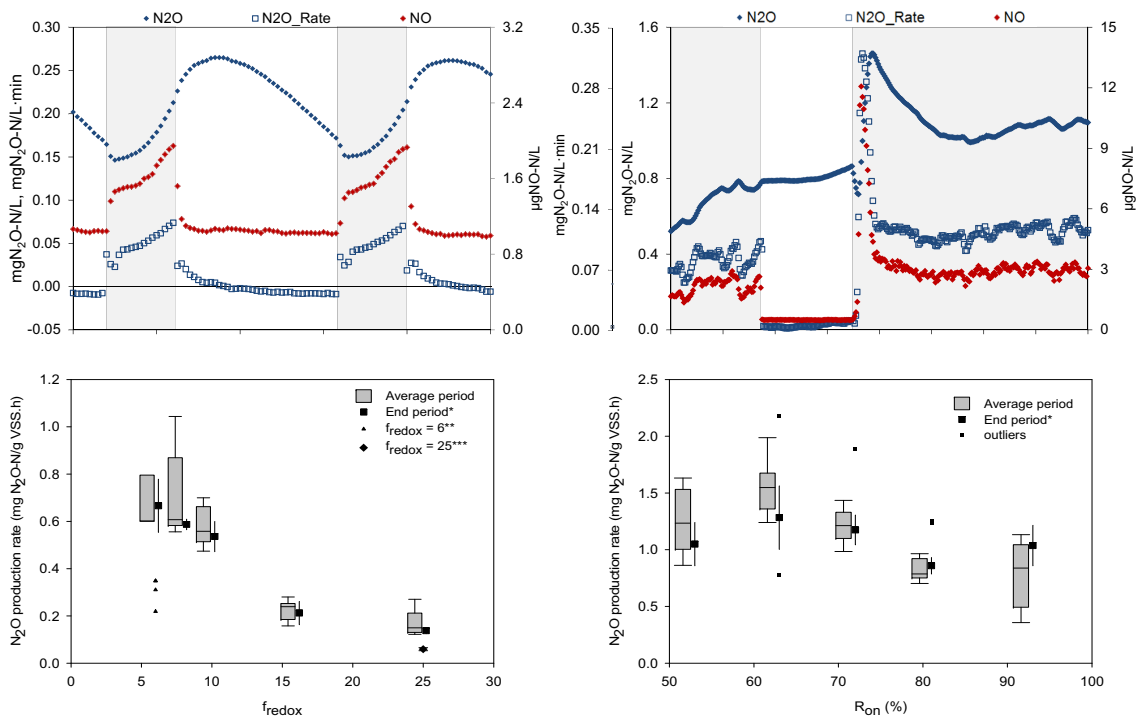 N2O N2O_Rate NO
0.30
0.25
0.20
0.15
0.10
0.05
0.00
-0.05
mgN₂O-N/L, mgN₂O-N/L·min
3.2
2.4
1.6
0.8
0.0
µgNO-N/L
N2O N2O_Rate NO
0.35
0.28
0.21
0.14
0.07
0.00
mgN₂O-N/L·min
1.6
1.2
0.8
0.4
0.0
mgN₂O-N/L
15
12
9
6
3
0
µgNO-N/L
1.2
1.0
0.8
0.6
0.4
0.2
0.0
N₂O production rate (mg N₂O-N/g VSS.h)
Average period
End period*
f_redox = 6**
f_redox = 25***
0 5 10 15 20 25 30
f_redox
2.5
2.0
1.5
1.0
0.5
0.0
N₂O production rate (mg N₂O-N/g VSS.h)
Average period
End period*
outliers
50 60 70 80 90 100
R_on (%)